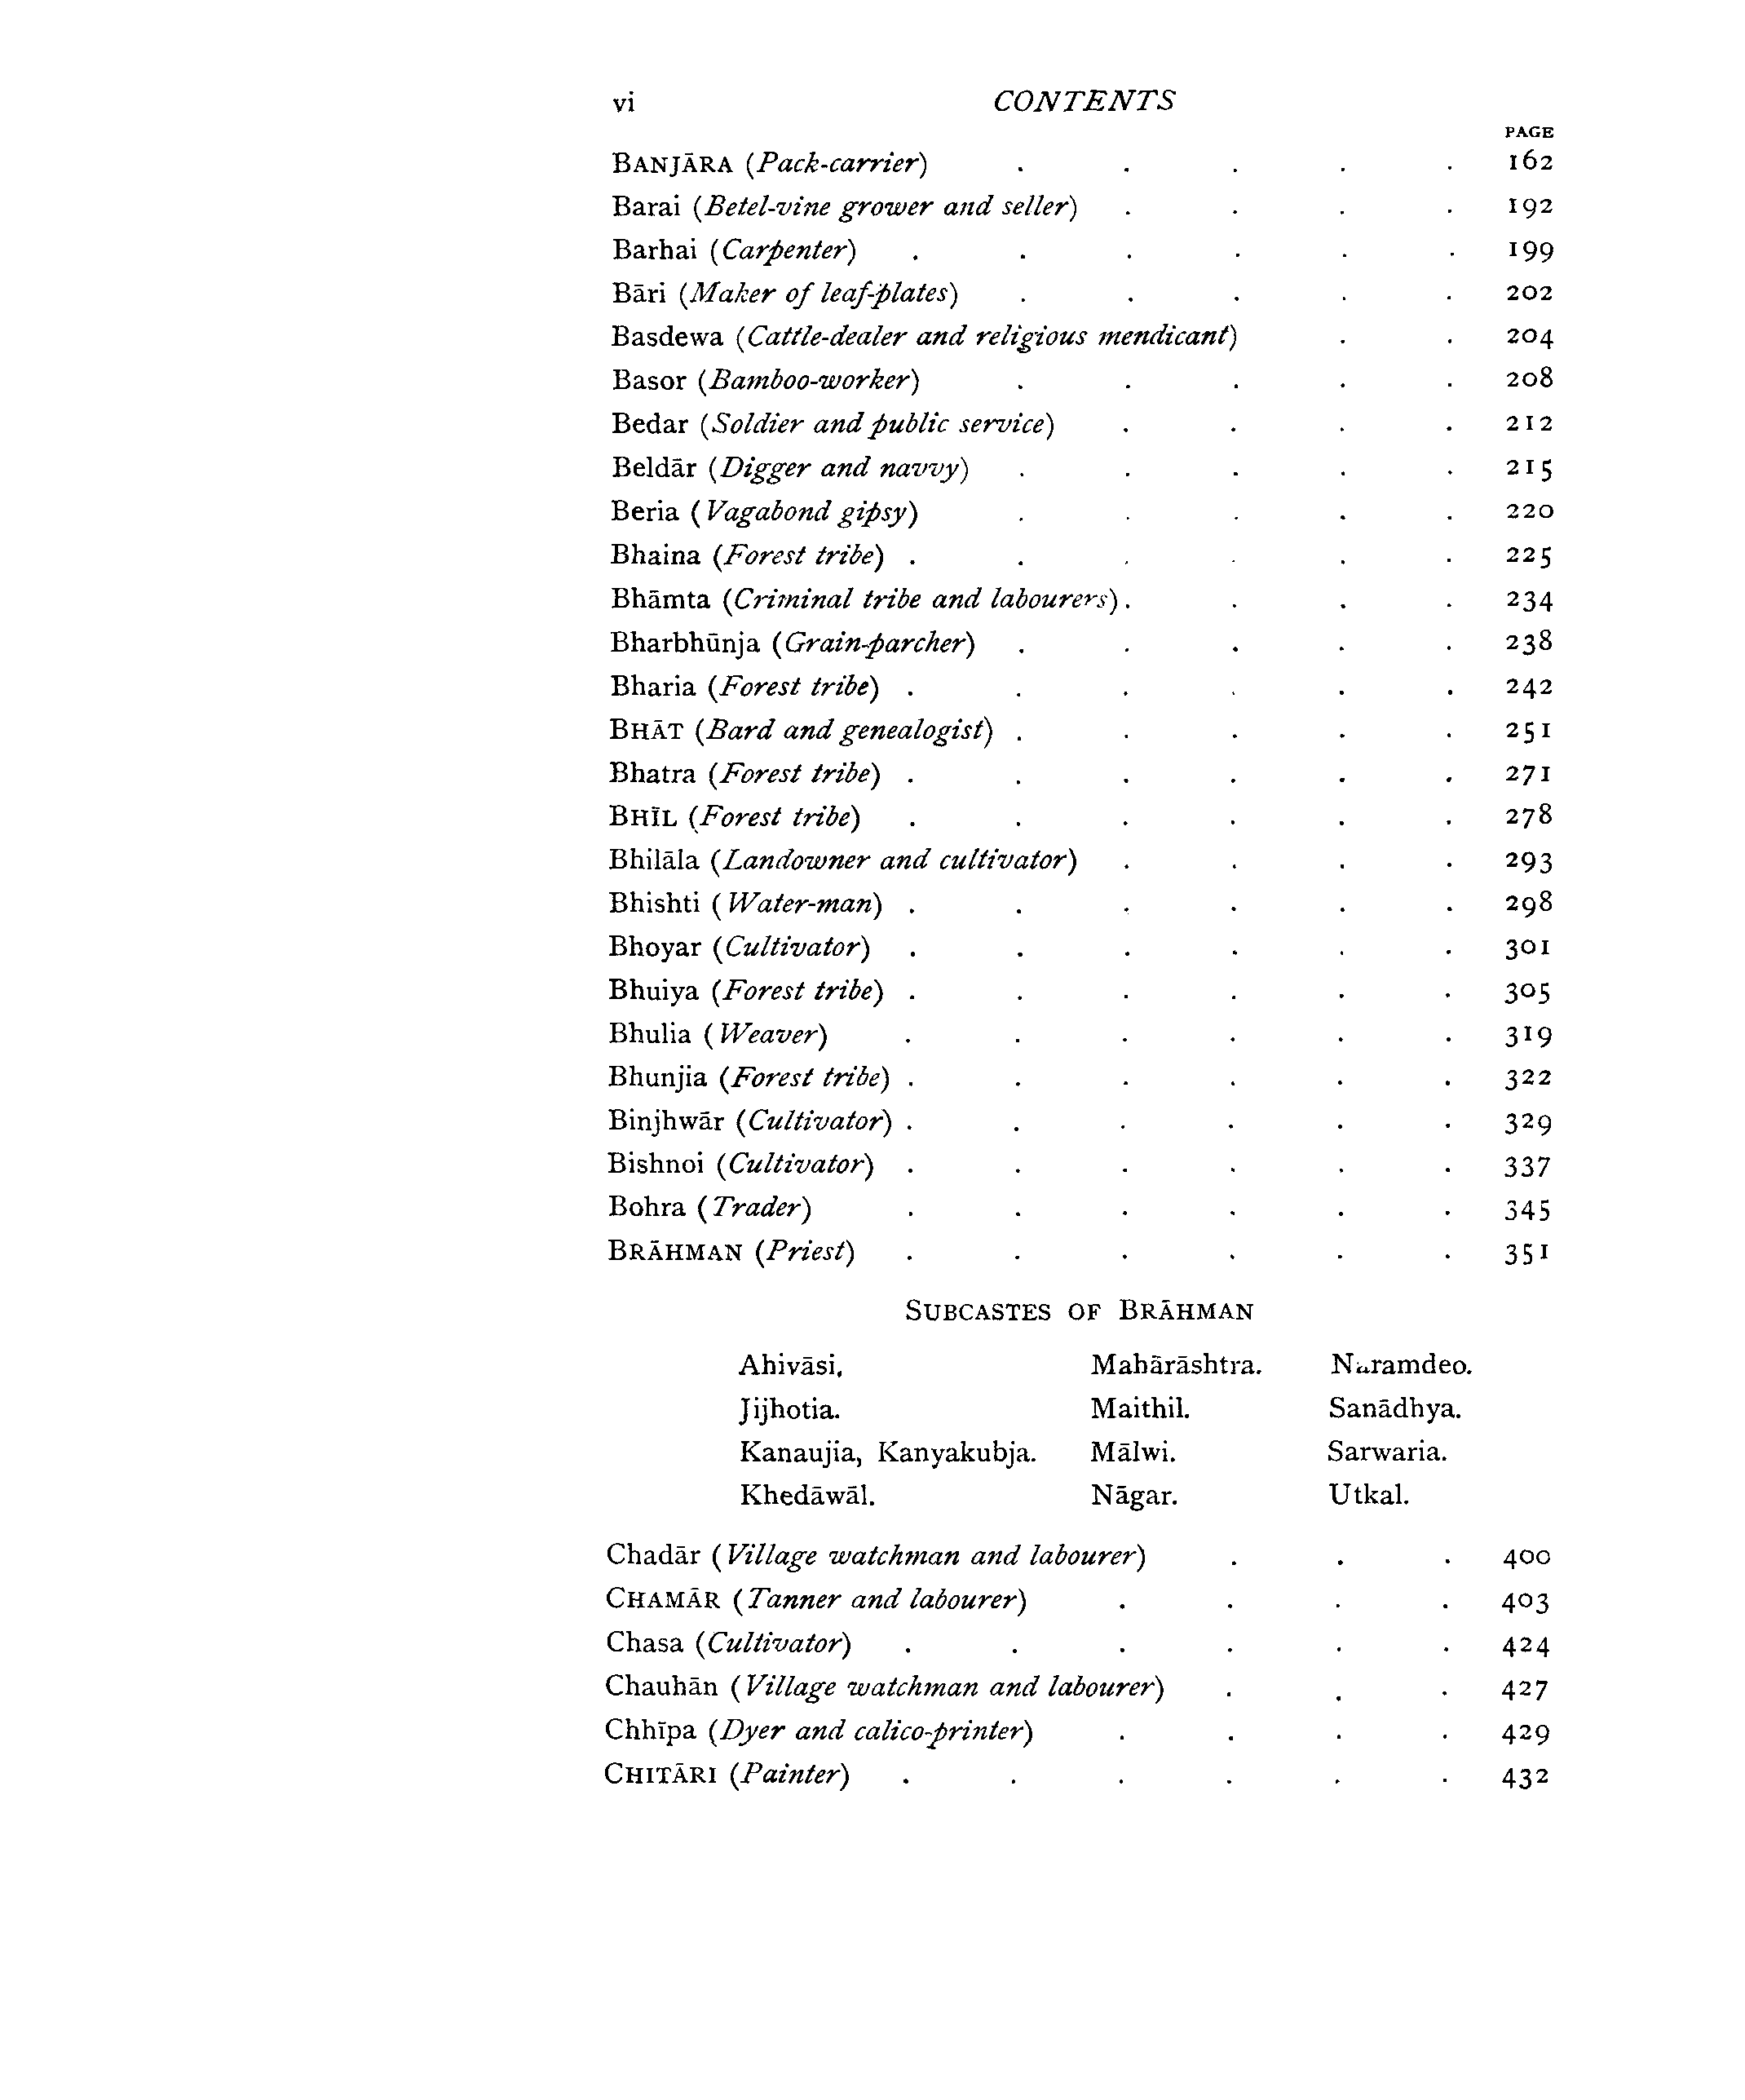 vi CONTENTS
PAGE
BANJĀRA (Pack-carrier) . . . . . 162
Barai (Betel-vine grower and seller) . . . . 192
Barhai (Carpenter) . . . . . . 199
Bāri (Maker of leaf-plates) . . . . . 202
Basdewa (Cattle-dealer and religious mendicant) . . 204
Basor (Bamboo-worker) . . . . . 208
Bedar (Soldier and public service) . . . . 212
Beldār (Digger and navvy) . . . . . 215
Beria (Vagabond gipsy) . . . . . 220
Bhaina (Forest tribe) . . . . . . 225
Bhāmta (Criminal tribe and labourers) . . . . 234
Bharbhūnja (Grain-parcher) . . . . . 238
Bharia (Forest tribe) . . . . . . 242
BHĀT (Bard and genealogist) . . . . . 251
Bhatra (Forest tribe) . . . . . . 271
BHĪL (Forest tribe) . . . . . . 278
Bhilāla (Landowner and cultivator) . . . . 293
Bhishti (Water-man) . . . . . . 298
Bhoyar (Cultivator) . . . . . . 301
Bhuiya (Forest tribe) . . . . . . 305
Bhulia (Weaver) . . . . . . 319
Bhunjia (Forest tribe) . . . . . . 322
Binjhwār (Cultivator) . . . . . . 329
Bishnoi (Cultivator) . . . . . . 337
Bohra (Trader) . . . . . . 345
BRĀHMAN (Priest) . . . . . . 351
SUBCASTES OF BRĀHMAN
Ahivāsi. Mahārāshtra. Naramdeo.
Jijhotia. Maithil. Sanādhya.
Kanaujia, Kanyakubja. Mālwi. Sarwaria.
Khedāwāl. Nāgar. Utkal.
Chadār (Village watchman and labourer) . . . 400
CHAMĀR (Tanner and labourer) . . . . 403
Chasa (Cultivator) . . . . . . 424
Chauhān (Village watchman and labourer) . . . 427
Chhīpa (Dyer and calico-printer) . . . . 429
CHITĀRI (Painter) . . . . . . 432